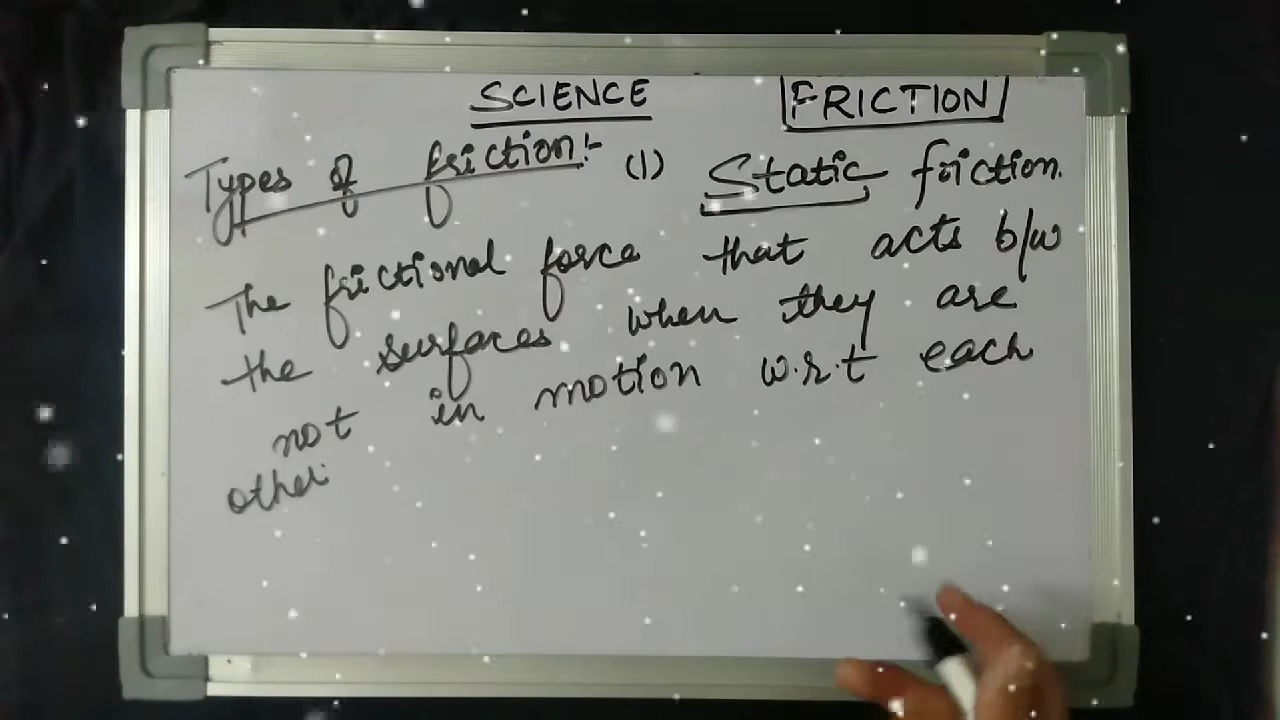 SCIENCE FRICTION
Types of friction:- (1) Static friction.
The frictional force that acts b/w
the surfaces when they are
not in motion w.r.t each
other.